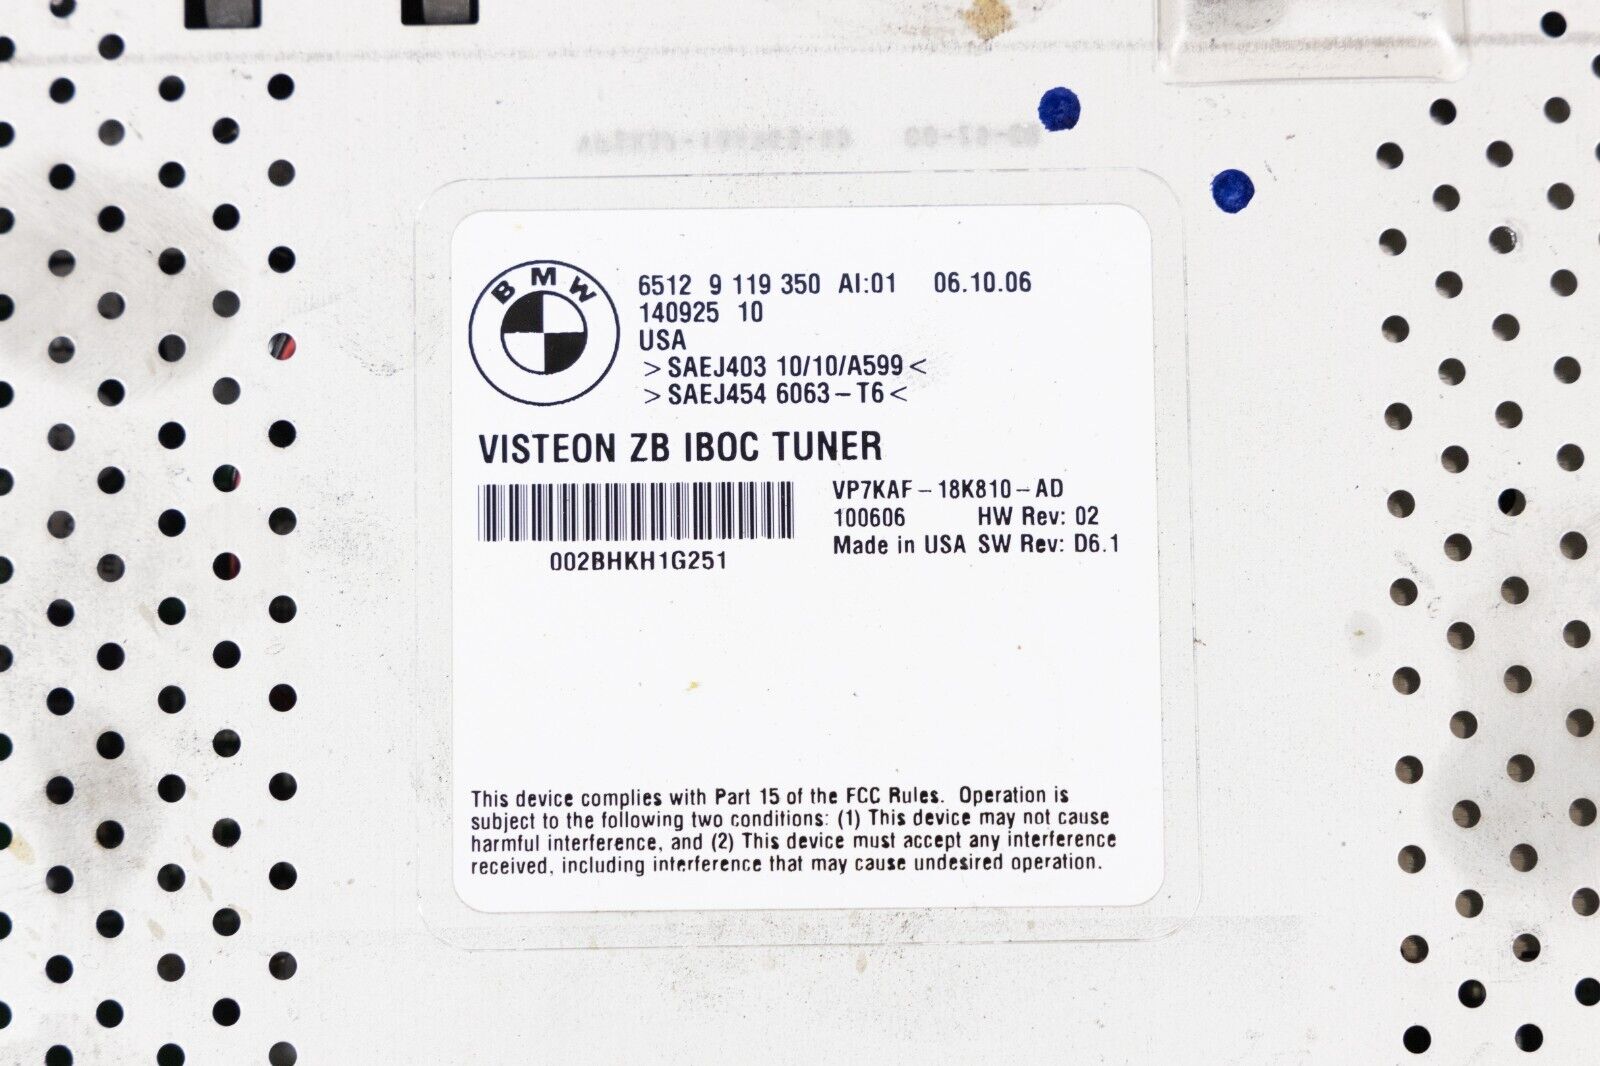 BMW
6512 9 119 350 AI:01 06.10.06
140925 10
USA
>SAEJ403 10/10/A599<
>SAEJ454 6063-T6<
VISTEON ZB IBOC TUNER
VP7KAF-18K810-AD
100606 HW Rev: 02
Made in USA SW Rev: D6.1
002BHKH1G251
This device complies with Part 15 of the FCC Rules. Operation is
subject to the following two conditions: (1) This device may not cause
harmful interference, and (2) This device must accept any interference
received, including interference that may cause undesired operation.